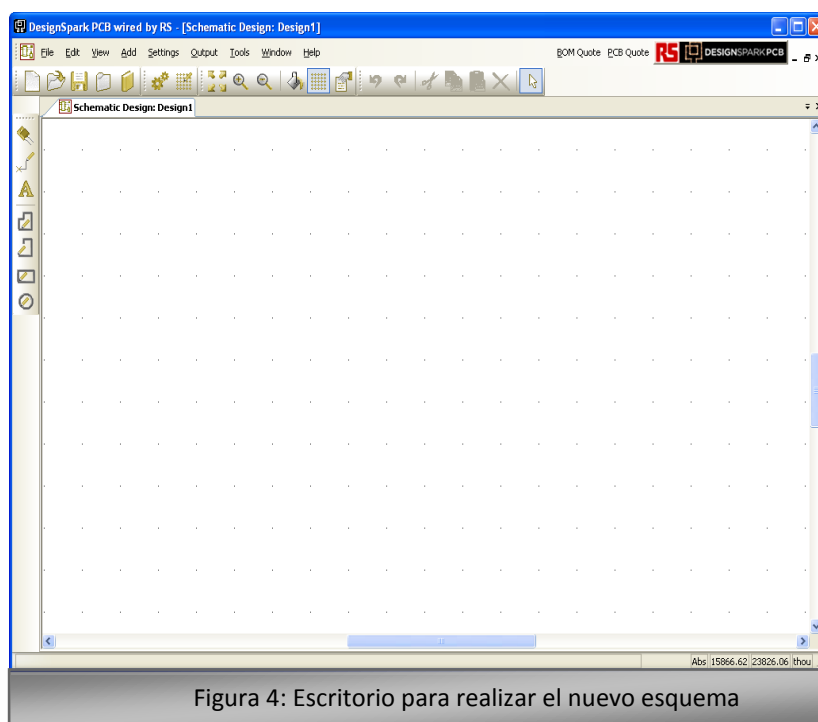 DesignSpark PCB wired by RS - [Schematic Design: Design1]
File Edit View Add Settings Output Tools Window Help BOM Quote PCB Quote RS DESIGNSPARKPCB
Schematic Design: Design1
Abs 15866.62 23826.06 thou
Figura 4: Escritorio para realizar el nuevo esquema